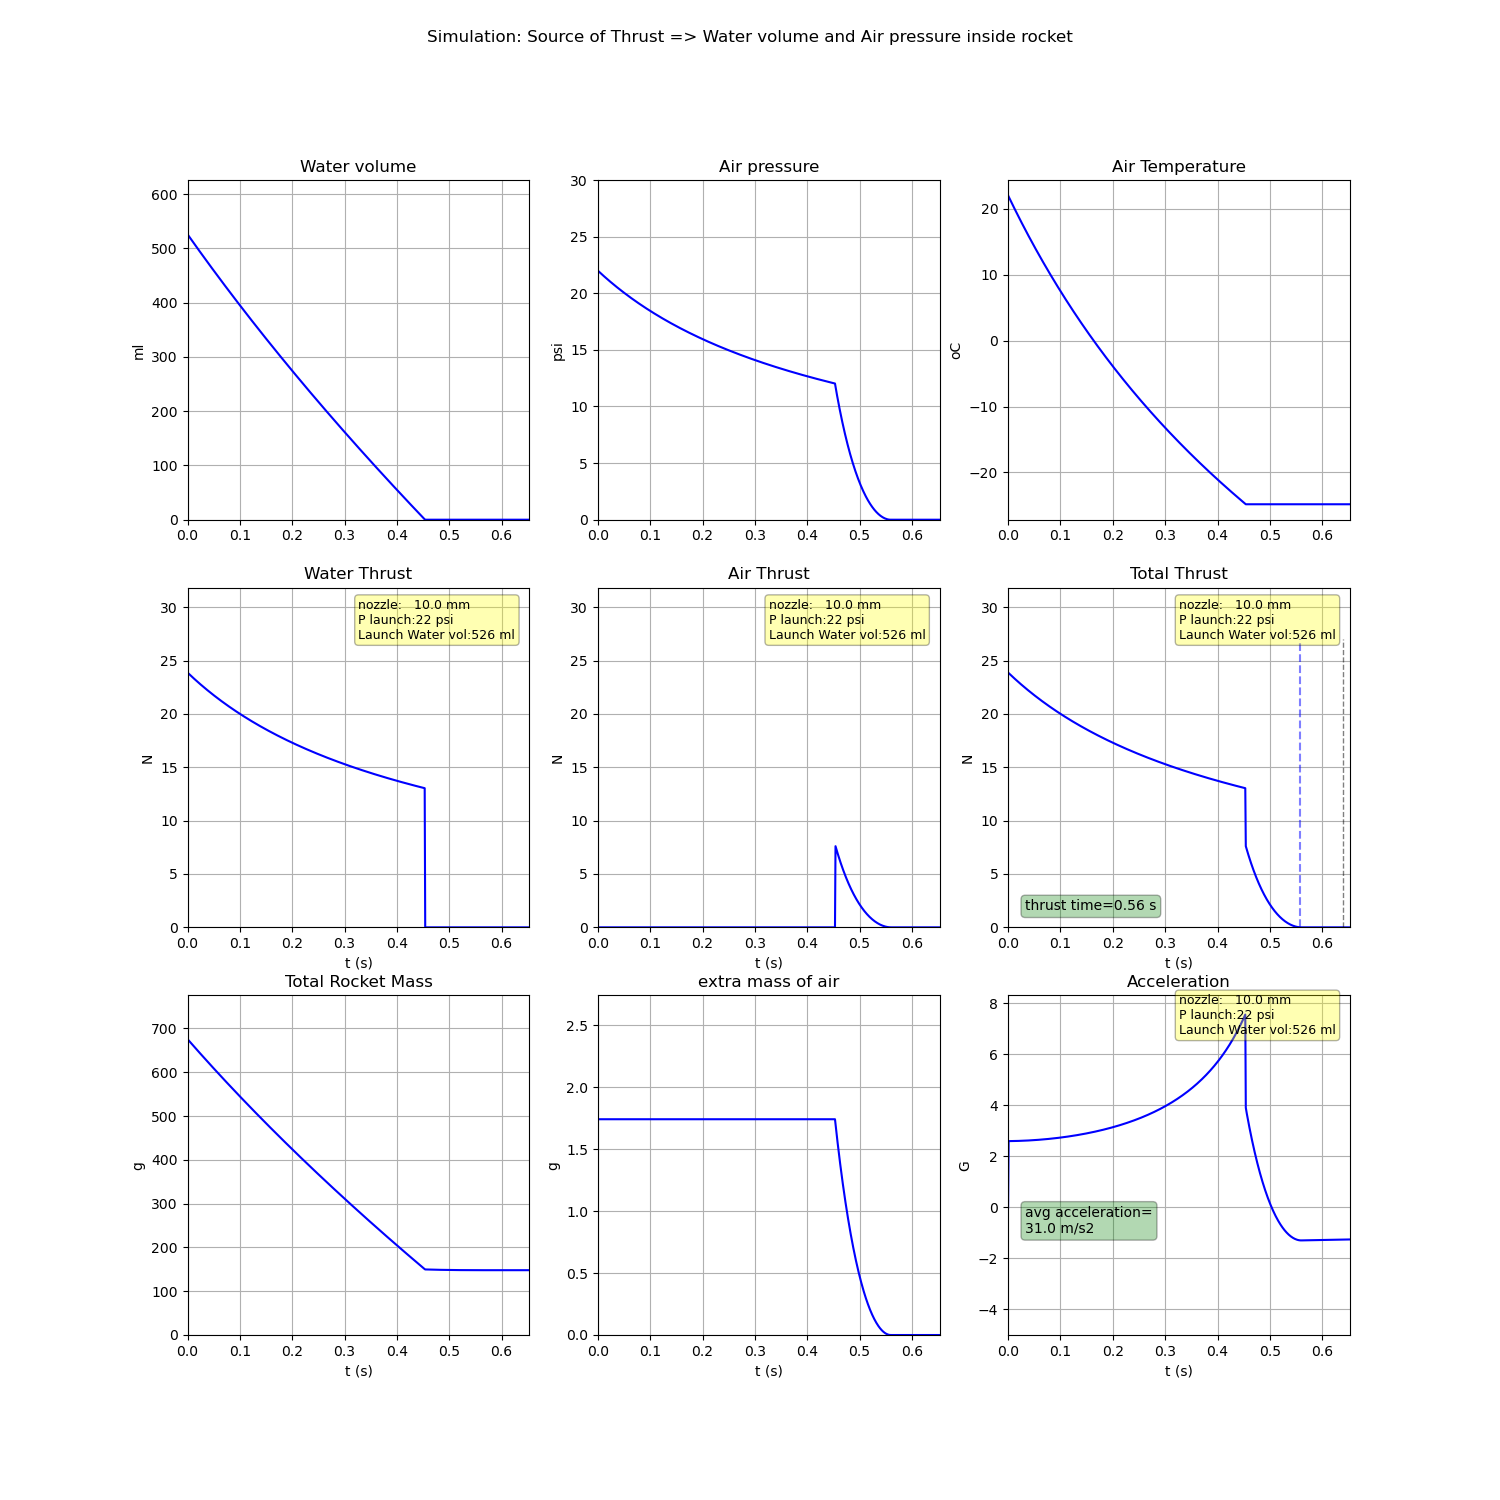 Simulation: Source of Thrust => Water volume and Air pressure inside rocket
Water volume
ml
600
500
400
300
200
100
0
0.0 0.1 0.2 0.3 0.4 0.5 0.6
Air pressure
psi
30
25
20
15
10
5
0
0.0 0.1 0.2 0.3 0.4 0.5 0.6
Air Temperature
oC
20
10
0
−10
−20
0.0 0.1 0.2 0.3 0.4 0.5 0.6
Water Thrust
nozzle:   10.0 mm
P launch:22 psi
Launch Water vol:526 ml
N
30
25
20
15
10
5
0
0.0 0.1 0.2 0.3 0.4 0.5 0.6
t (s)
Air Thrust
nozzle:   10.0 mm
P launch:22 psi
Launch Water vol:526 ml
N
30
25
20
15
10
5
0
0.0 0.1 0.2 0.3 0.4 0.5 0.6
t (s)
Total Thrust
nozzle:   10.0 mm
P launch:22 psi
Launch Water vol:526 ml
N
30
25
20
15
10
5
0
thrust time=0.56 s
0.0 0.1 0.2 0.3 0.4 0.5 0.6
t (s)
Total Rocket Mass
g
700
600
500
400
300
200
100
0
0.0 0.1 0.2 0.3 0.4 0.5 0.6
t (s)
extra mass of air
g
2.5
2.0
1.5
1.0
0.5
0.0
0.0 0.1 0.2 0.3 0.4 0.5 0.6
t (s)
Acceleration
nozzle:   10.0 mm
P launch:22 psi
Launch Water vol:526 ml
G
8
6
4
2
0
−2
−4
avg acceleration=
31.0 m/s2
0.0 0.1 0.2 0.3 0.4 0.5 0.6
t (s)